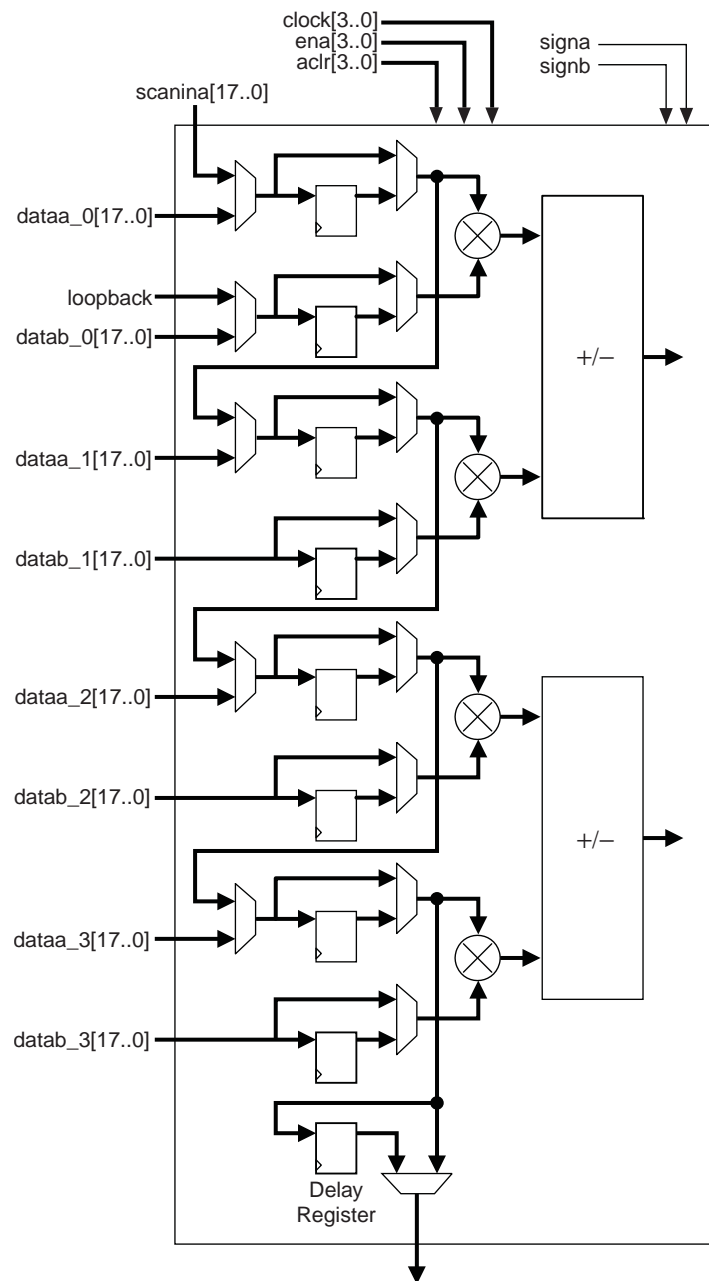 clock[3..0]
ena[3..0]
aclr[3..0]
signa
signb
scanina[17..0]
dataa_0[17..0]
loopback
datab_0[17..0]
+/−
dataa_1[17..0]
datab_1[17..0]
dataa_2[17..0]
datab_2[17..0]
+/−
dataa_3[17..0]
datab_3[17..0]
Delay
Register